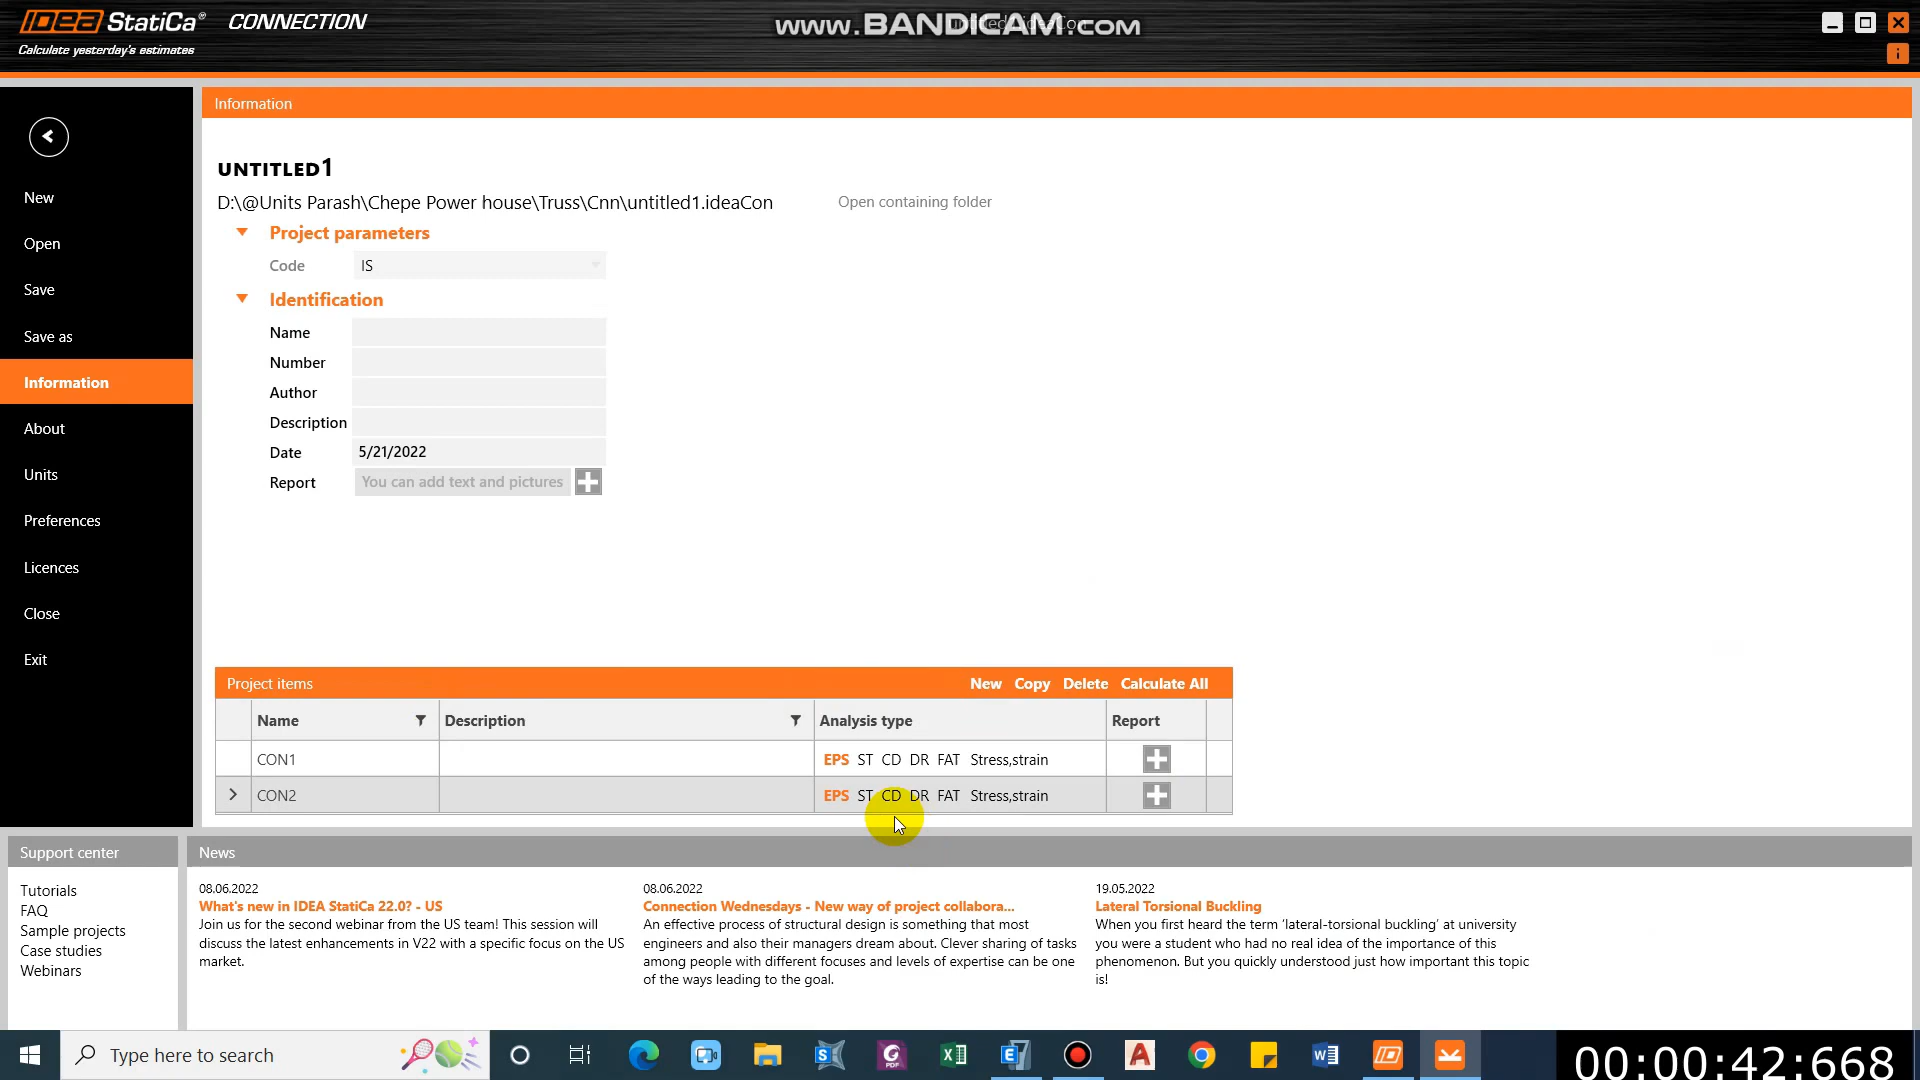 IDEA StatiCa® CONNECTION
Calculate yesterday's estimates
www.BANDICAM.com
Information
UNTITLED1
D:\@Units Parash\Chepe Power house\Truss\Cnn\untitled1.ideaCon Open containing folder
Project parameters
Code IS
Identification
Name
Number
Author
Description
Date 5/21/2022
Report You can add text and pictures
New
Open
Save
Save as
Information
About
Units
Preferences
Licences
Close
Exit
Project items New Copy Delete Calculate All
Name Description Analysis type Report
CON1 EPS ST CD DR FAT Stress,strain
CON2 EPS ST CD DR FAT Stress,strain
Support center
Tutorials
FAQ
Sample projects
Case studies
Webinars
News
08.06.2022
What's new in IDEA StatiCa 22.0? - US
Join us for the second webinar from the US team! This session will
discuss the latest enhancements in V22 with a specific focus on the US
market.
08.06.2022
Connection Wednesdays - New way of project collabora...
An effective process of structural design is something that most
engineers and also their managers dream about. Clever sharing of tasks
among people with different focuses and levels of expertise can be one
of the ways leading to the goal.
19.05.2022
Lateral Torsional Buckling
When you first heard the term 'lateral-torsional buckling' at university
you were a student who had no real idea of the importance of this
phenomenon. But you quickly understood just how important this topic
is!
Type here to search
00:00:42:668